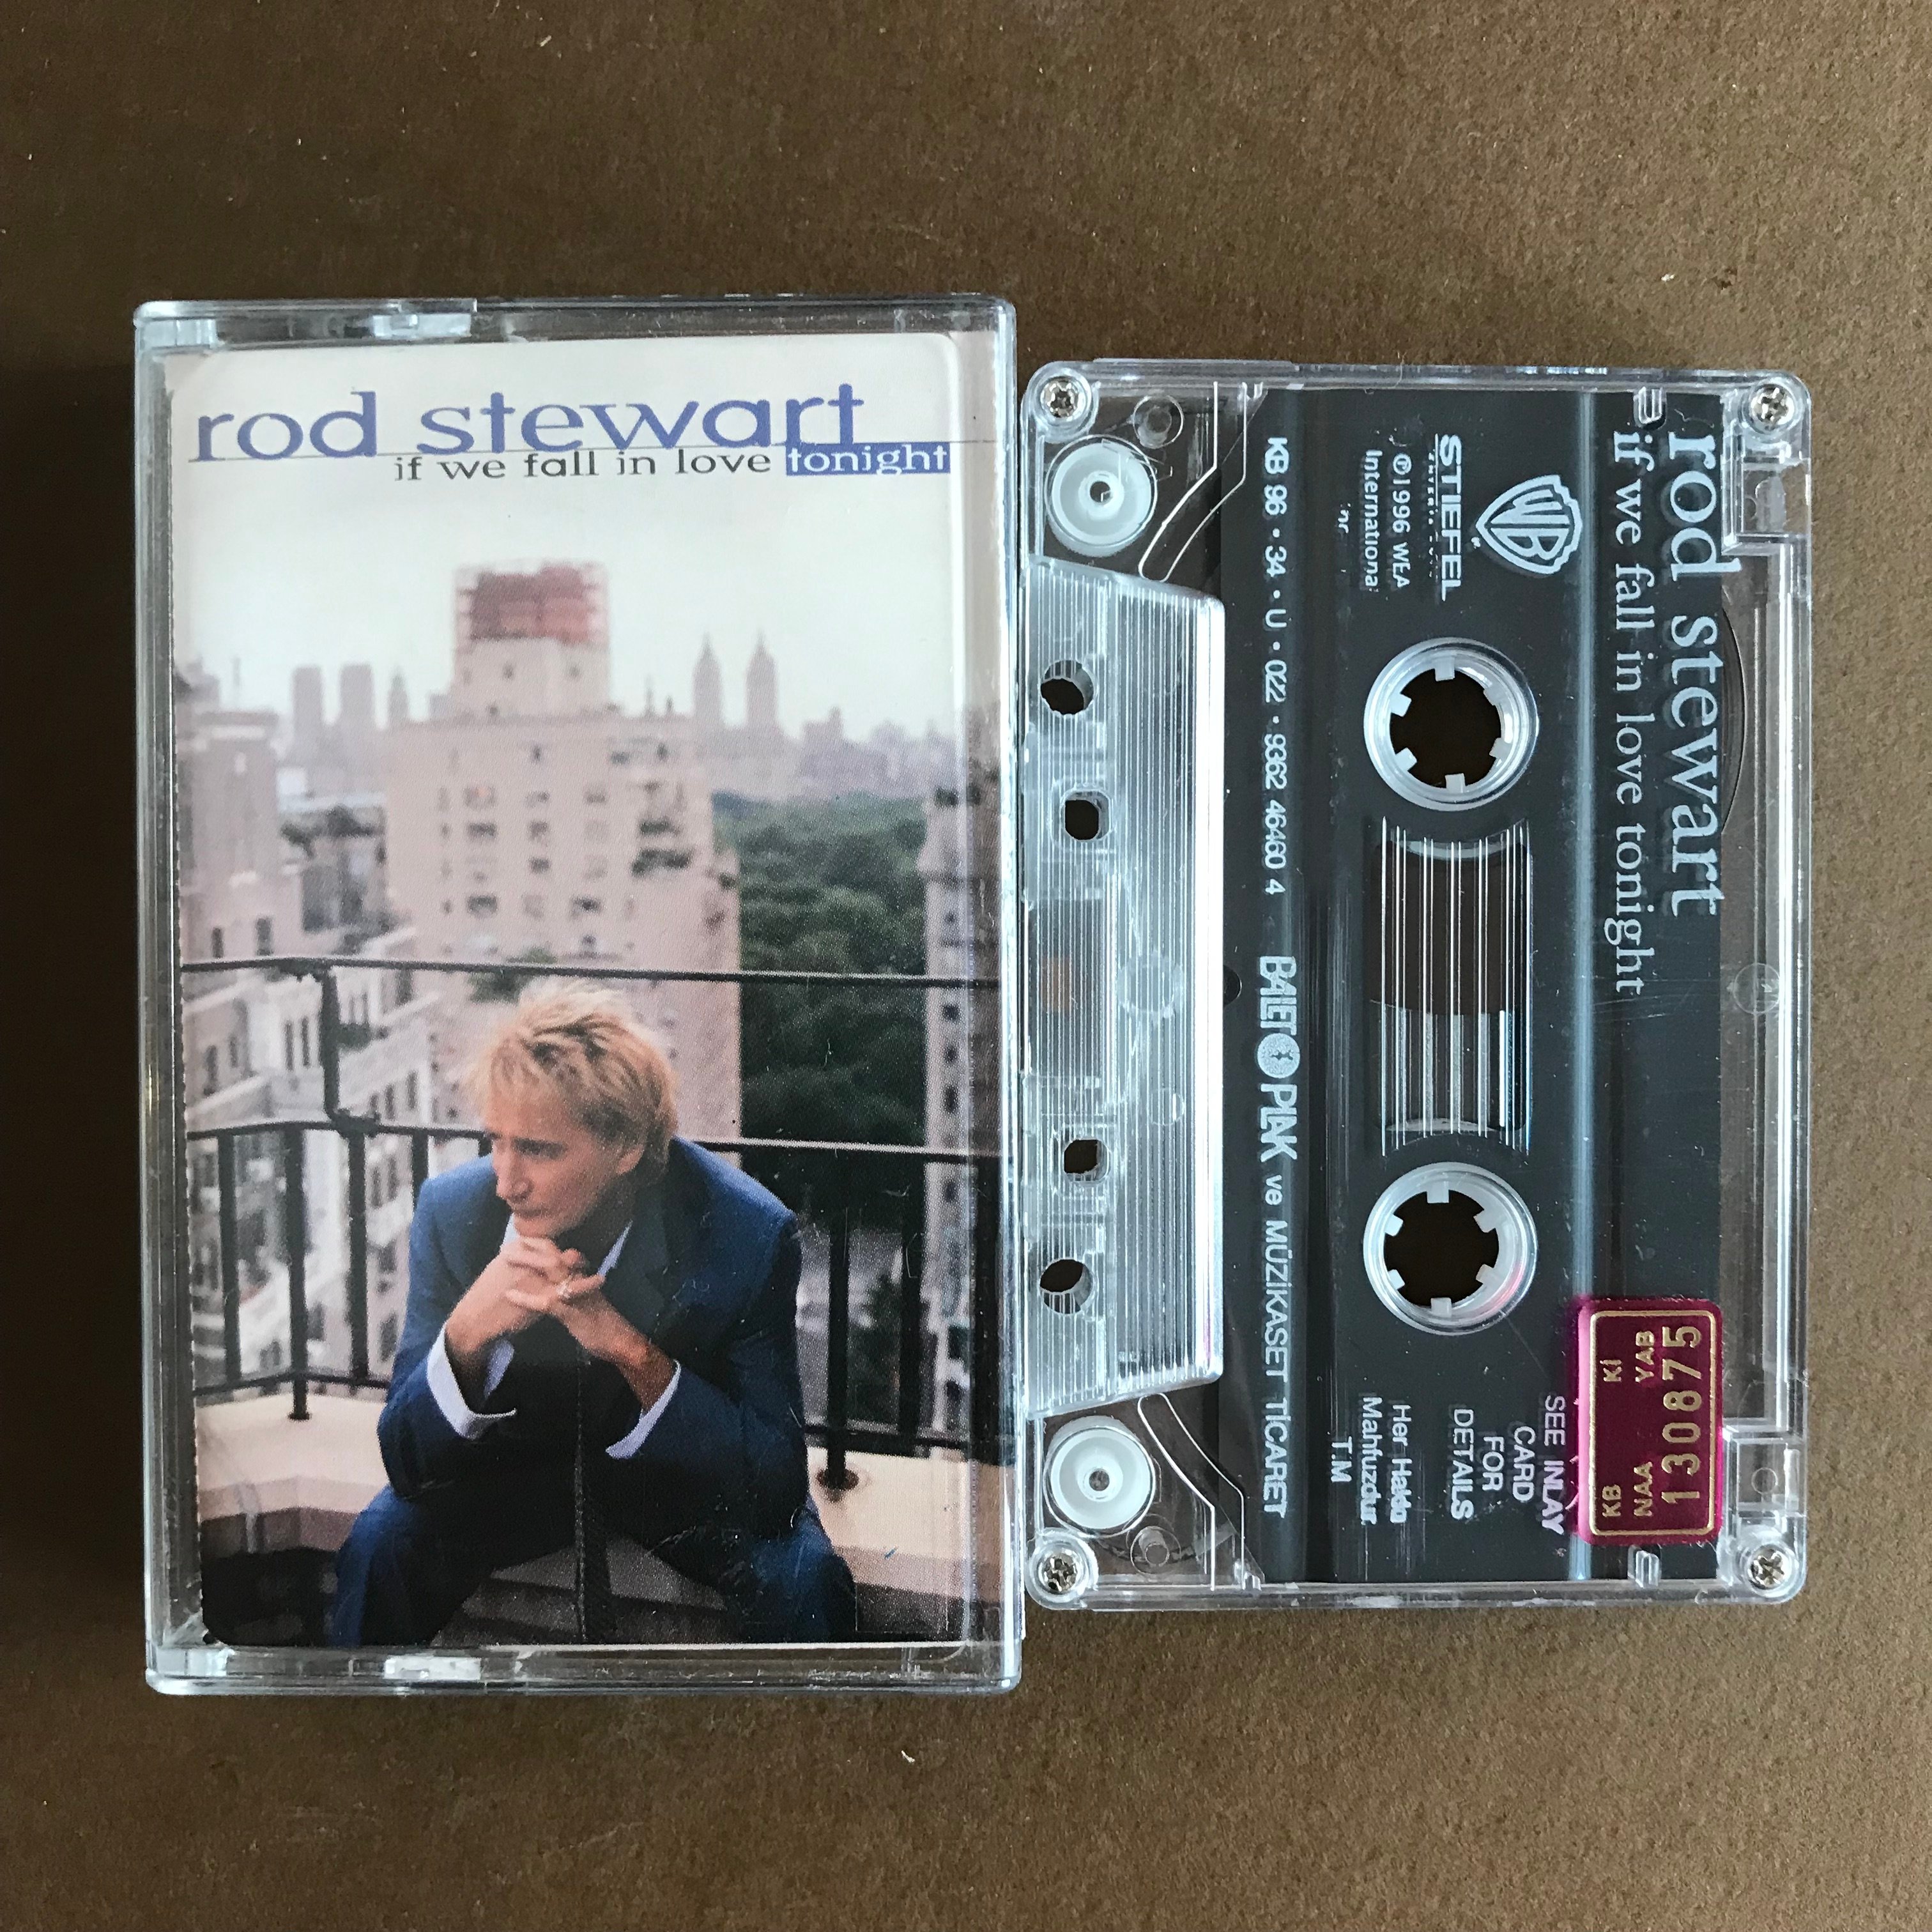 rod stewart
if we fall in love tonight
rod stewart
if we fall in love tonight
WB
STIEFEL
℗1996 WEA
International
Inc.
SEE INLAY
CARD
FOR
DETAILS
Her Hakkı
Mahfuzdur.
T.M
KB 96 • 34 • U • 022 • 9362 46460 4 BALET PLAK ve MÜZİKASET TİCARET
KB Kİ
NAA YAB
130875